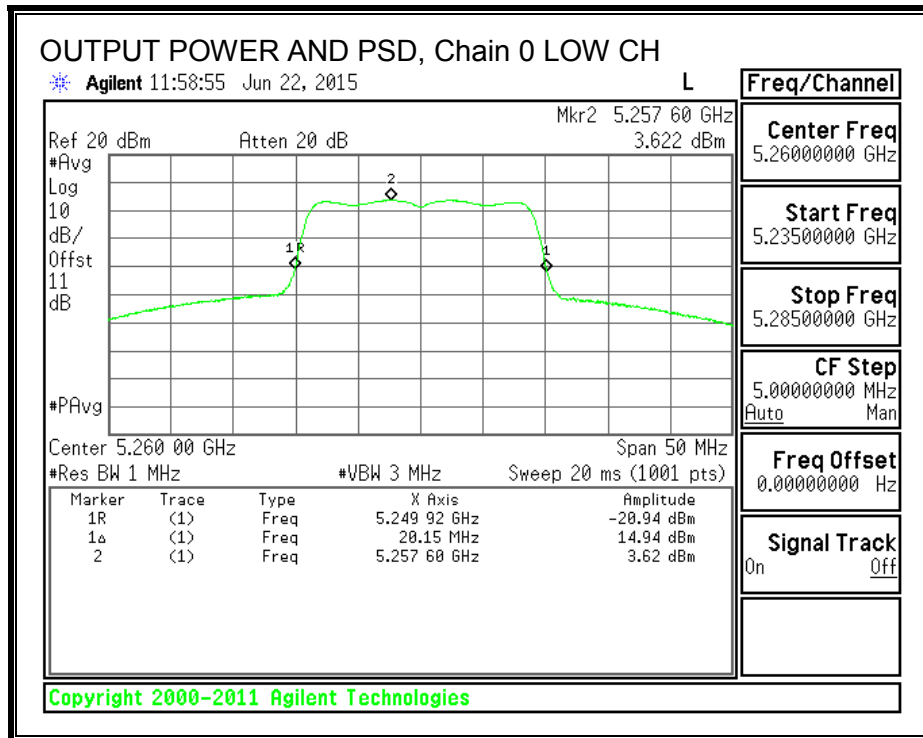 OUTPUT POWER AND PSD, Chain 0 LOW CH
Agilent 11:58:55 Jun 22, 2015 L
Mkr2 5.257 60 GHz
Ref 20 dBm Atten 20 dB 3.622 dBm
#Avg
Log
10
dB/
Offst
11
dB
#PAvg
2
1R
1
Center 5.260 00 GHz Span 50 MHz
#Res BW 1 MHz #VBW 3 MHz Sweep 20 ms (1001 pts)
Marker Trace Type X Axis Amplitude
1R (1) Freq 5.249 92 GHz -20.94 dBm
1Δ (1) Freq 20.15 MHz 14.94 dBm
2 (1) Freq 5.257 60 GHz 3.62 dBm
Freq/Channel
Center Freq
5.26000000 GHz
Start Freq
5.23500000 GHz
Stop Freq
5.28500000 GHz
CF Step
5.00000000 MHz
Auto Man
Freq Offset
0.00000000 Hz
Signal Track
On Off
Copyright 2000-2011 Agilent Technologies